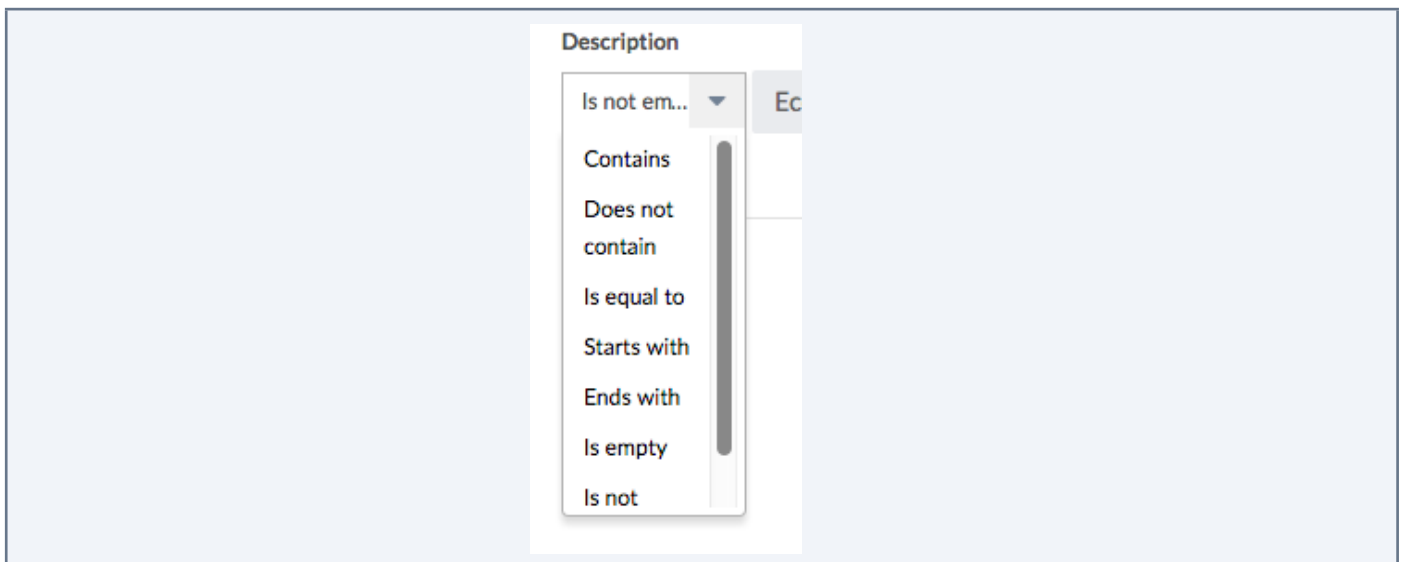 Description
Is not em... Ec
Contains
Does not
contain
Is equal to
Starts with
Ends with
Is empty
Is not